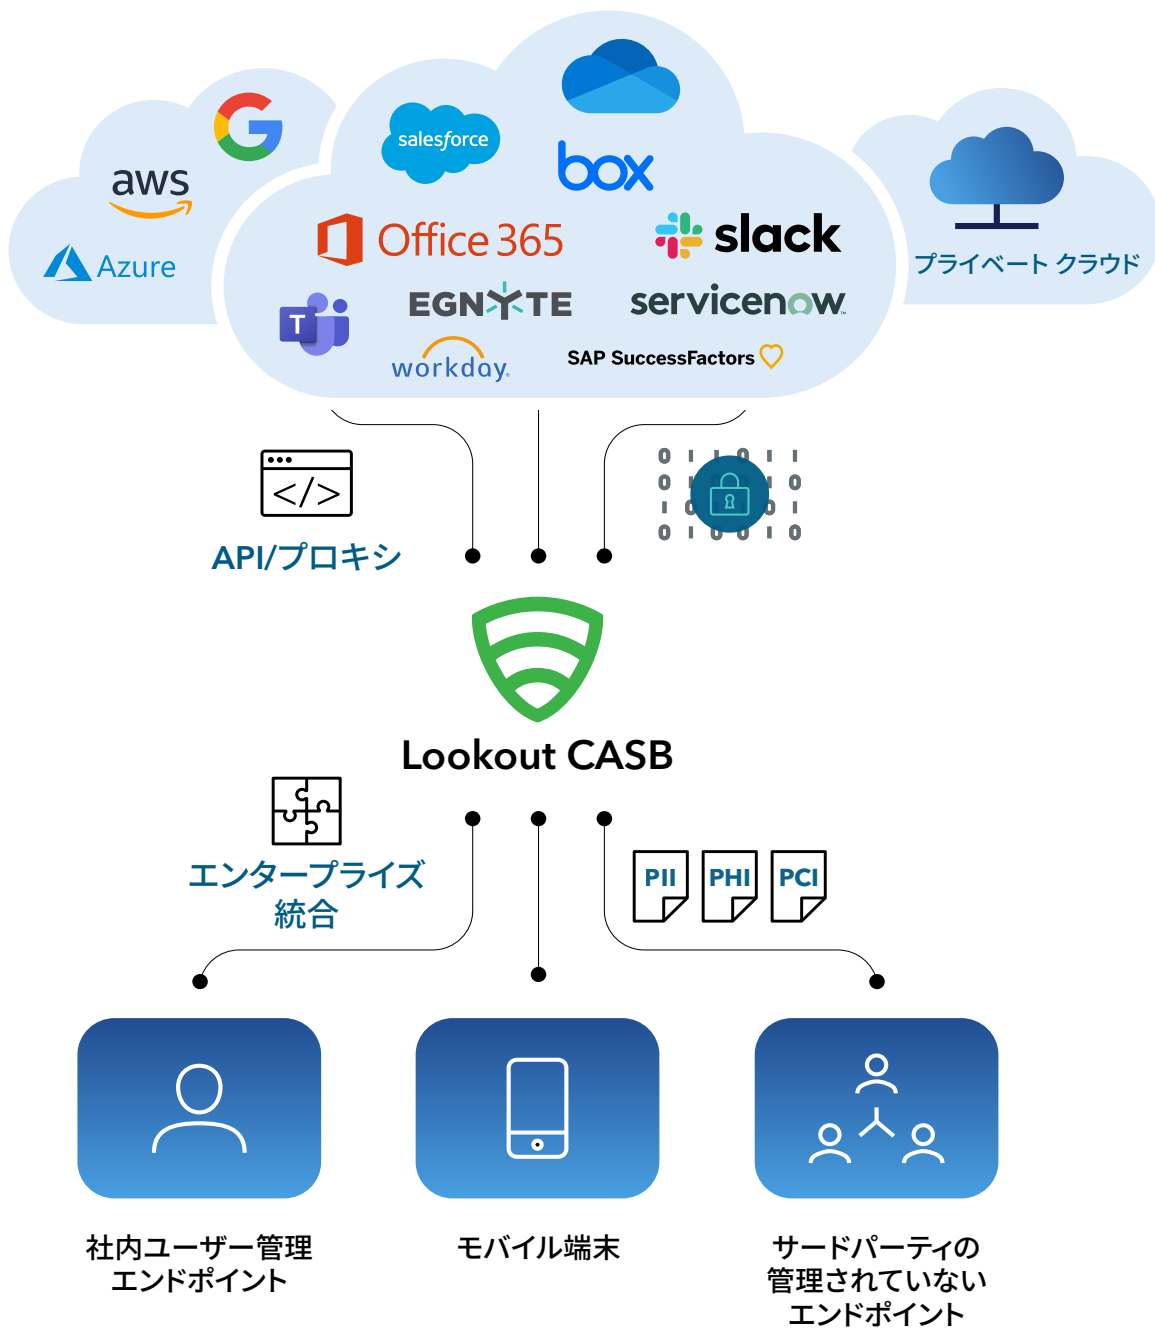 salesforce
box
aws
Office 365
slack
Azure
プライベート クラウド
T
EGNYTE
servicenow™
workday.
SAP SuccessFactors
</>
API/プロキシ
0 I I 0 I I
Lookout CASB
エンタープライズ
統合
PII
PHI
PCI
社内ユーザー管理
エンドポイント
モバイル端末
サードパーティの
管理されていない
エンドポイント